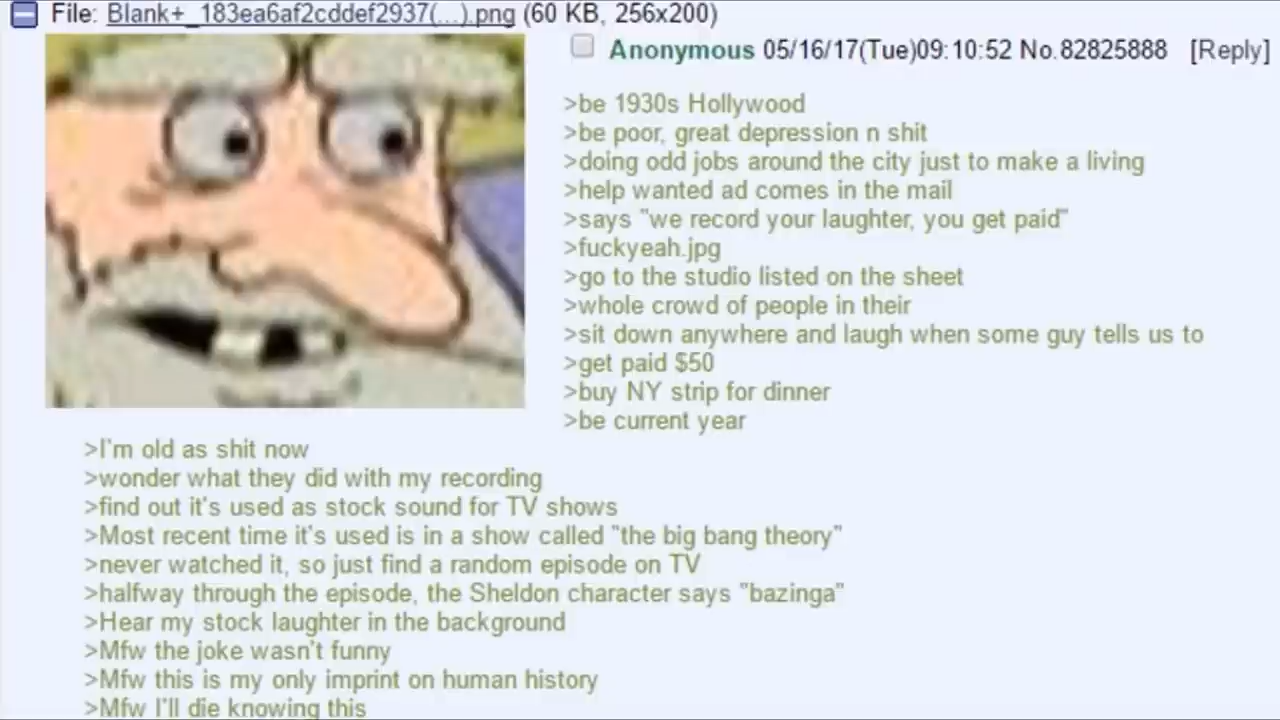 File: Blank+_183ea6af2cddef2937(...).png (60 KB, 256x200)
Anonymous 05/16/17(Tue)09:10:52 No.82825888 [Reply]
>be 1930s Hollywood
>be poor, great depression n shit
>doing odd jobs around the city just to make a living
>help wanted ad comes in the mail
>says "we record your laughter, you get paid"
>fuckyeah.jpg
>go to the studio listed on the sheet
>whole crowd of people in their
>sit down anywhere and laugh when some guy tells us to
>get paid $50
>buy NY strip for dinner
>be current year
>I'm old as shit now
>wonder what they did with my recording
>find out it's used as stock sound for TV shows
>Most recent time it's used is in a show called "the big bang theory"
>never watched it, so just find a random episode on TV
>halfway through the episode, the Sheldon character says "bazinga"
>Hear my stock laughter in the background
>Mfw the joke wasn't funny
>Mfw this is my only imprint on human history
>Mfw I'll die knowing this